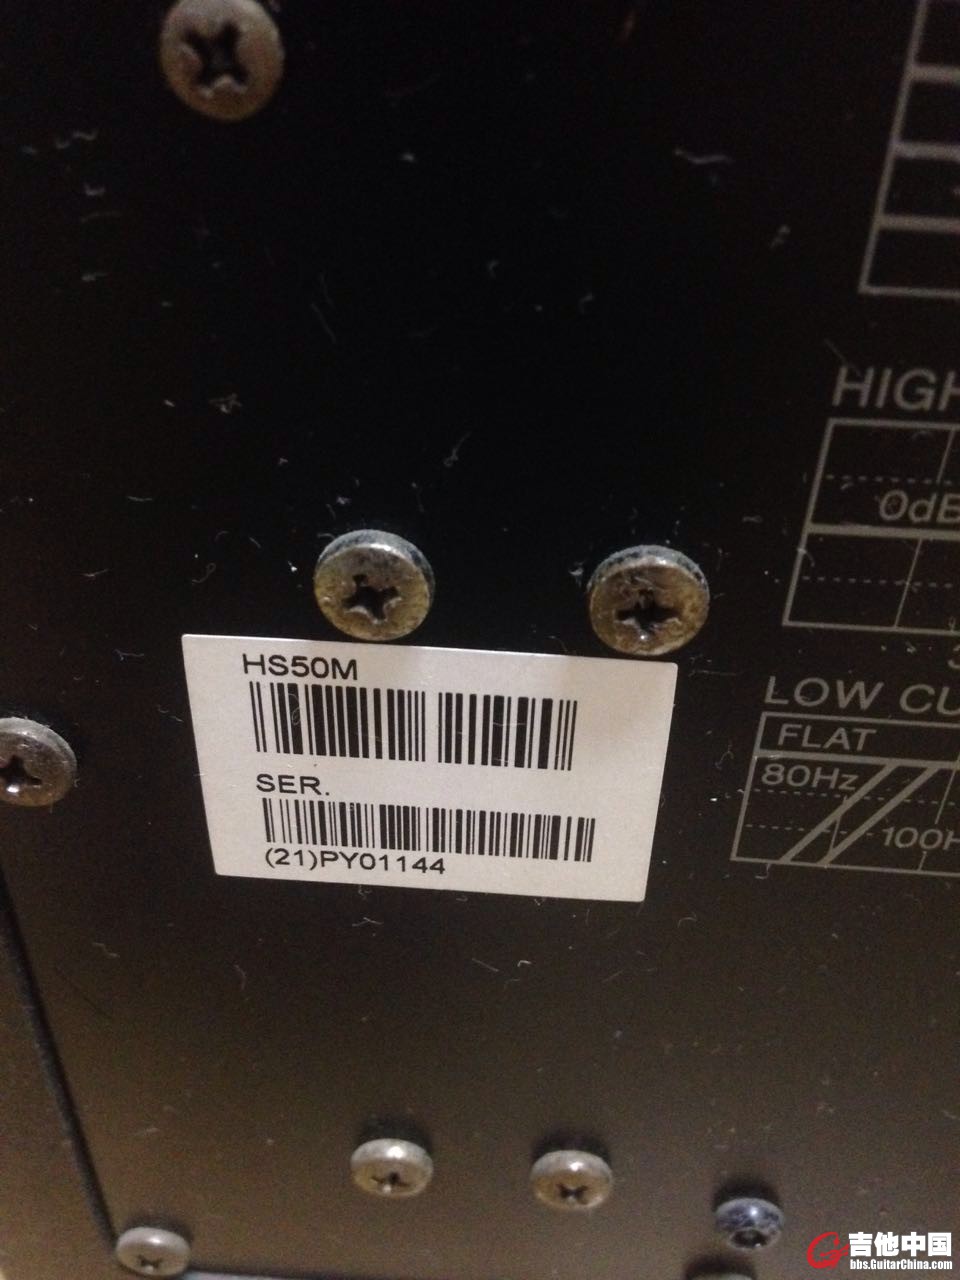 HIGH
0dB
HS50M
SER.
(21)PY01144
LOW CU
FLAT
80Hz
100H
吉他中国
bbs.GuitarChina.com